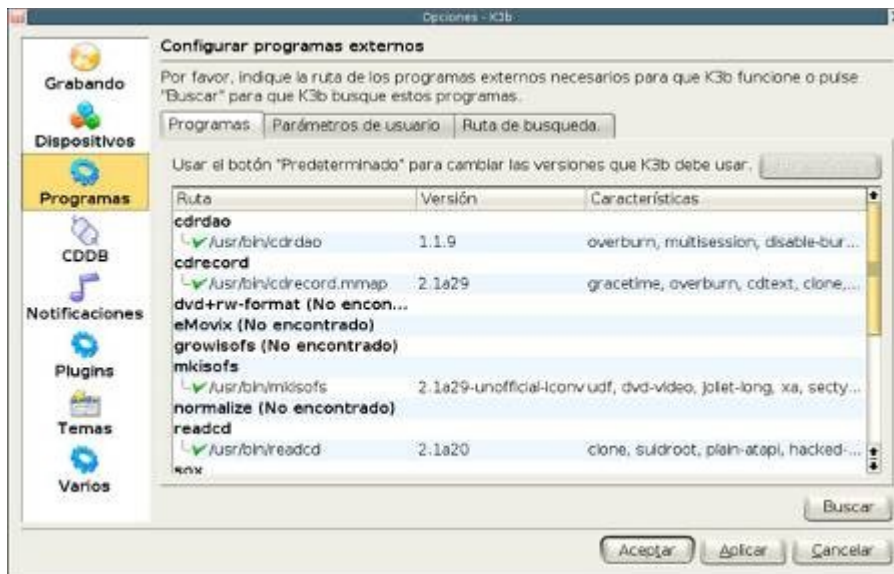 Opciones - K3b
Grabando
Dispositivos
Programas
CDDB
Notificaciones
Plugins
Temas
Varios
Configurar programas externos
Por favor, indique la ruta de los programas externos necesarios para que K3b funcione o pulse
"Buscar" para que K3b busque estos programas.
Programas Parámetros de usuario Ruta de busqueda.
Usar el botón "Predeterminado" para cambiar las versiones que K3b debe usar.
Ruta Versión Características
cdrdao
/usr/bin/cdrdao 1.1.9 overburn, multisession, disable-bur...
cdrecord
/usr/bin/cdrecord.mmap 2.1a29 gracetime, overburn, cdtext, clone,...
dvd+rw-format (No encon...
eMovix (No encontrado)
growisofs (No encontrado)
mkisofs
/usr/bin/mkisofs 2.1a29-unofficial-iconv udf, dvd-video, joliet-long, xa, secty...
normalize (No encontrado)
readcd
/usr/bin/readcd 2.1a20 clone, suidroot, plain-atapi, hacked-...
sox
Buscar
Aceptar Aplicar Cancelar